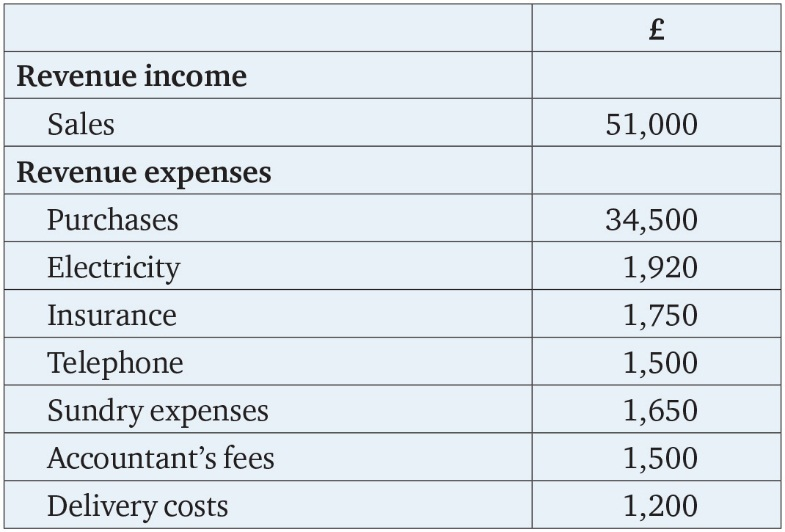 £
Revenue income
Sales 51,000
Revenue expenses
Purchases 34,500
Electricity 1,920
Insurance 1,750
Telephone 1,500
Sundry expenses 1,650
Accountant’s fees 1,500
Delivery costs 1,200